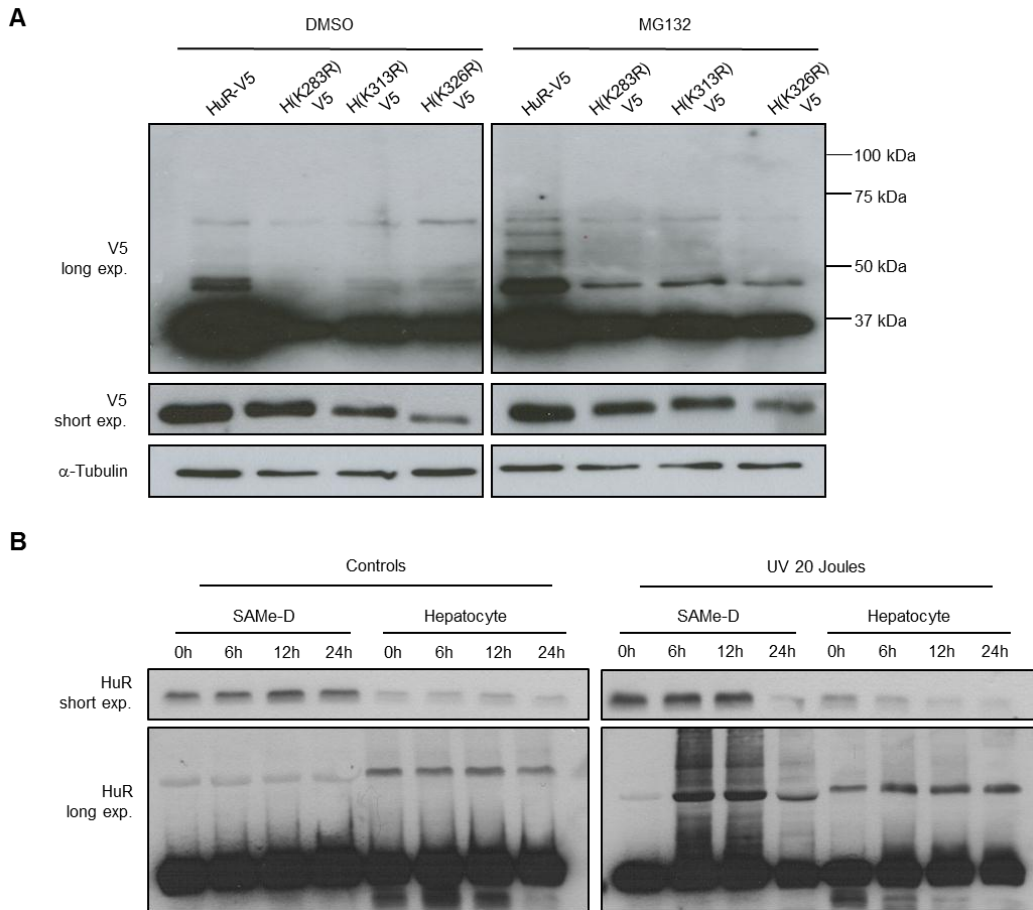 A
DMSO
MG132
HuR-V5
H(K283R)
V5
H(K313R)
V5
H(K326R)
V5
HuR-V5
H(K283R)
V5
H(K313R)
V5
H(K326R)
V5
100 kDa
75 kDa
V5
long exp.
50 kDa
37 kDa
V5
short exp.
α-Tubulin
B
Controls
UV 20 Joules
SAMe-D
Hepatocyte
SAMe-D
Hepatocyte
0h 6h 12h 24h 0h 6h 12h 24h
0h 6h 12h 24h 0h 6h 12h 24h
HuR
short exp.
HuR
long exp.